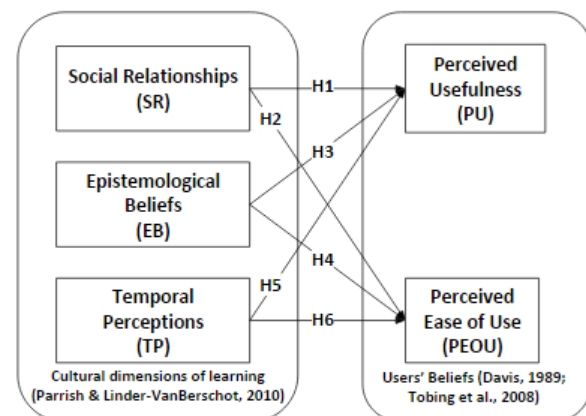 Social Relationships
(SR)
Epistemological
Beliefs
(EB)
Temporal
Perceptions
(TP)
Cultural dimensions of learning
(Parrish & Linder-VanBerschot, 2010)
H1
H2
H3
H4
H5
H6
Perceived
Usefulness
(PU)
Perceived
Ease of Use
(PEOU)
Users' Beliefs (Davis, 1989;
Tobing et al., 2008)